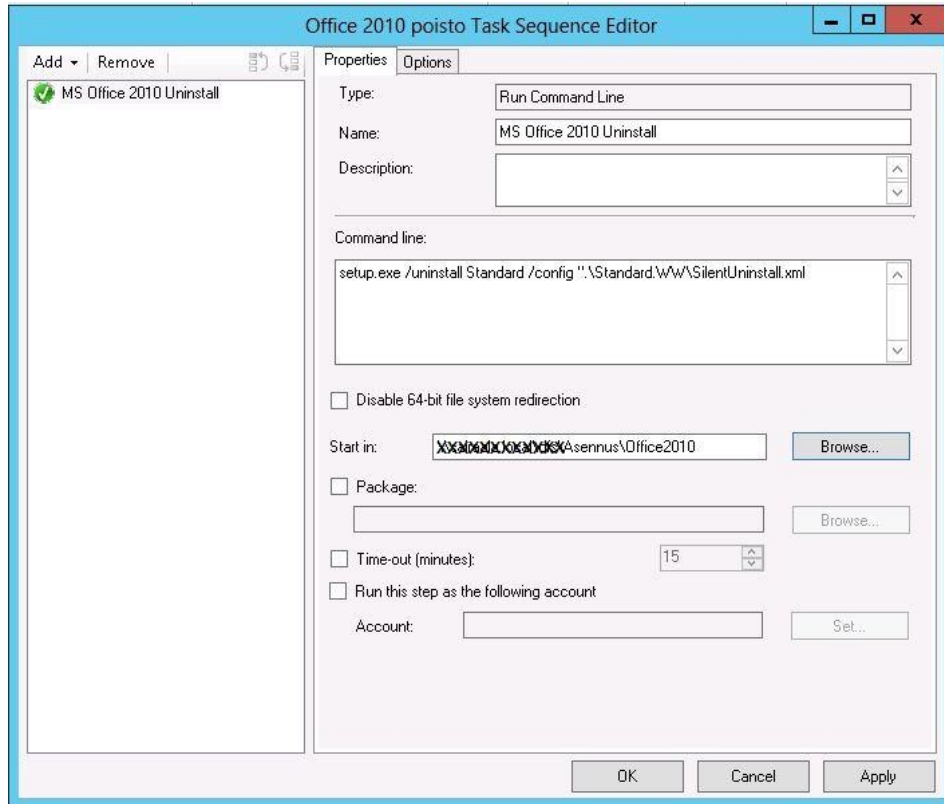 Office 2010 poisto Task Sequence Editor
Add Remove
MS Office 2010 Uninstall
Properties Options
Type: Run Command Line
Name: MS Office 2010 Uninstall
Description:
Command line:
setup.exe /uninstall Standard /config ".\Standard.WW\SilentUninstall.xml
Disable 64-bit file system redirection
Start in: Asennus\Office2010 Browse...
Package:
Browse...
Time-out (minutes): 15
Run this step as the following account
Account: Set...
OK Cancel Apply